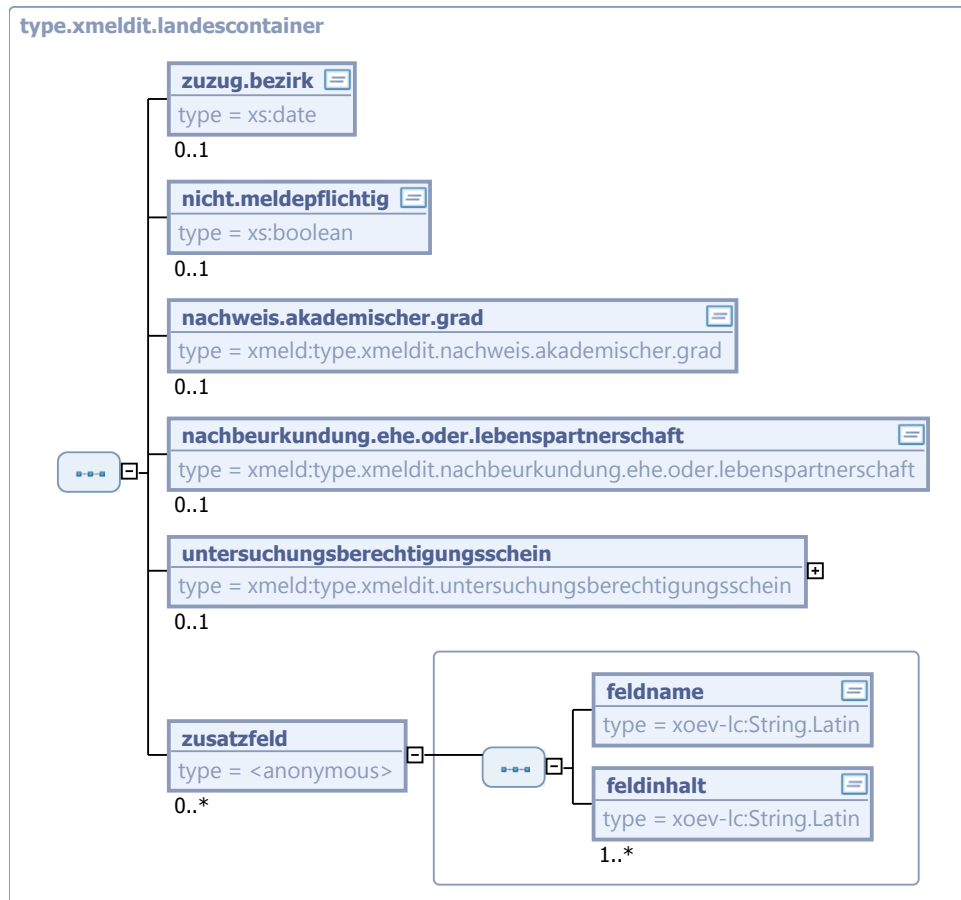 type.xmeldit.landescontainer
zuzug.bezirk
type = xs:date
0..1
nicht.meldepflichtig
type = xs:boolean
0..1
nachweis.akademischer.grad
type = xmeld:type.xmeldit.nachweis.akademischer.grad
0..1
nachbeurkundung.ehe.oder.lebenspartnerschaft
type = xmeld:type.xmeldit.nachbeurkundung.ehe.oder.lebenspartnerschaft
0..1
untersuchungsberechtigungsschein
type = xmeld:type.xmeldit.untersuchungsberechtigungsschein
0..1
zusatzfeld
type = <anonymous>
0..*
feldname
type = xoev-lc:String.Latin
feldinhalt
type = xoev-lc:String.Latin
1..*